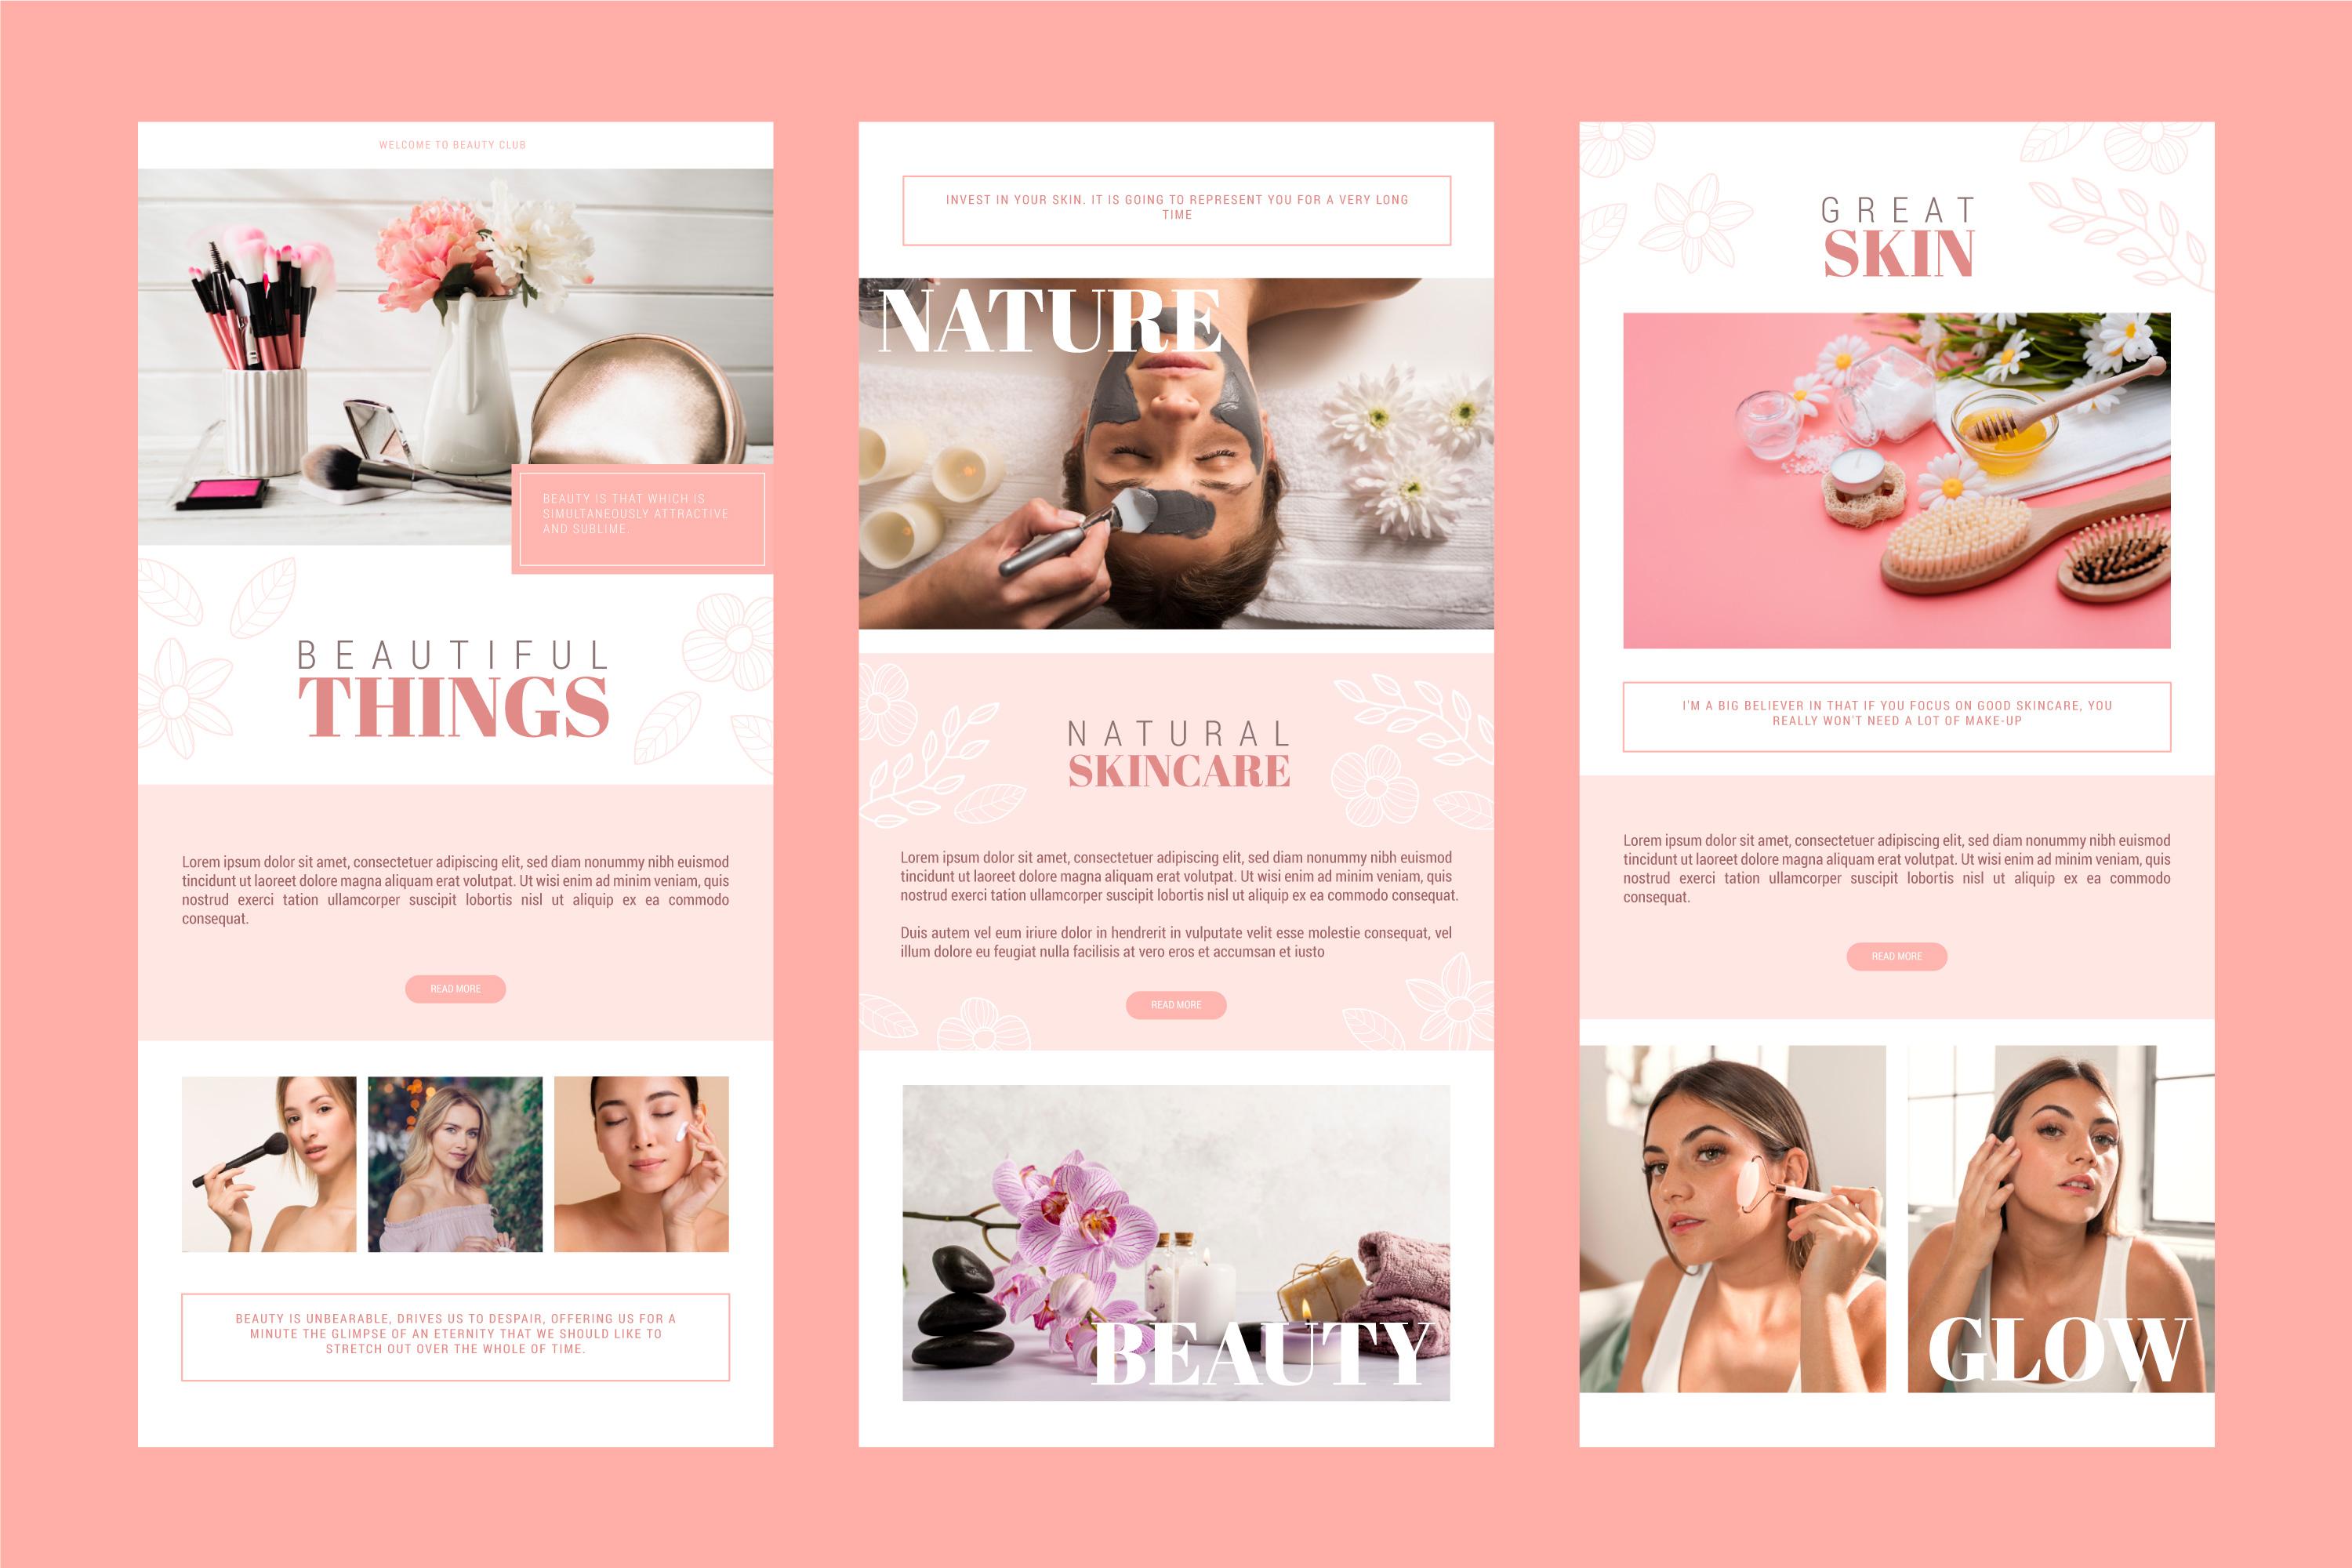 WELCOME TO BEAUTY CLUB
BEAUTY IS THAT WHICH IS
SIMULTANEOUSLY ATTRACTIVE
AND SUBLIME.
BEAUTIFUL
THINGS
Lorem ipsum dolor sit amet, consectetuer adipiscing elit, sed diam nonummy nibh euismod
tincidunt ut laoreet dolore magna aliquam erat volutpat. Ut wisi enim ad minim veniam, quis
nostrud exerci tation ullamcorper suscipit lobortis nisl ut aliquip ex ea commodo
consequat.
READ MORE
BEAUTY IS UNBEARABLE, DRIVES US TO DESPAIR, OFFERING US FOR A
MINUTE THE GLIMPSE OF AN ETERNITY THAT WE SHOULD LIKE TO
STRETCH OUT OVER THE WHOLE OF TIME.
INVEST IN YOUR SKIN. IT IS GOING TO REPRESENT YOU FOR A VERY LONG
TIME
NATURE
NATURAL
SKINCARE
Lorem ipsum dolor sit amet, consectetuer adipiscing elit, sed diam nonummy nibh euismod
tincidunt ut laoreet dolore magna aliquam erat volutpat. Ut wisi enim ad minim veniam, quis
nostrud exerci tation ullamcorper suscipit lobortis nisl ut aliquip ex ea commodo consequat.
Duis autem vel eum iriure dolor in hendrerit in vulputate velit esse molestie consequat, vel
illum dolore eu feugiat nulla facilisis at vero eros et accumsan et iusto
READ MORE
BEAUTY
GREAT
SKIN
I'M A BIG BELIEVER IN THAT IF YOU FOCUS ON GOOD SKINCARE, YOU
REALLY WON'T NEED A LOT OF MAKE-UP
Lorem ipsum dolor sit amet, consectetuer adipiscing elit, sed diam nonummy nibh euismod
tincidunt ut laoreet dolore magna aliquam erat volutpat. Ut wisi enim ad minim veniam, quis
nostrud exerci tation ullamcorper suscipit lobortis nisl ut aliquip ex ea commodo
consequat.
READ MORE
GLOW